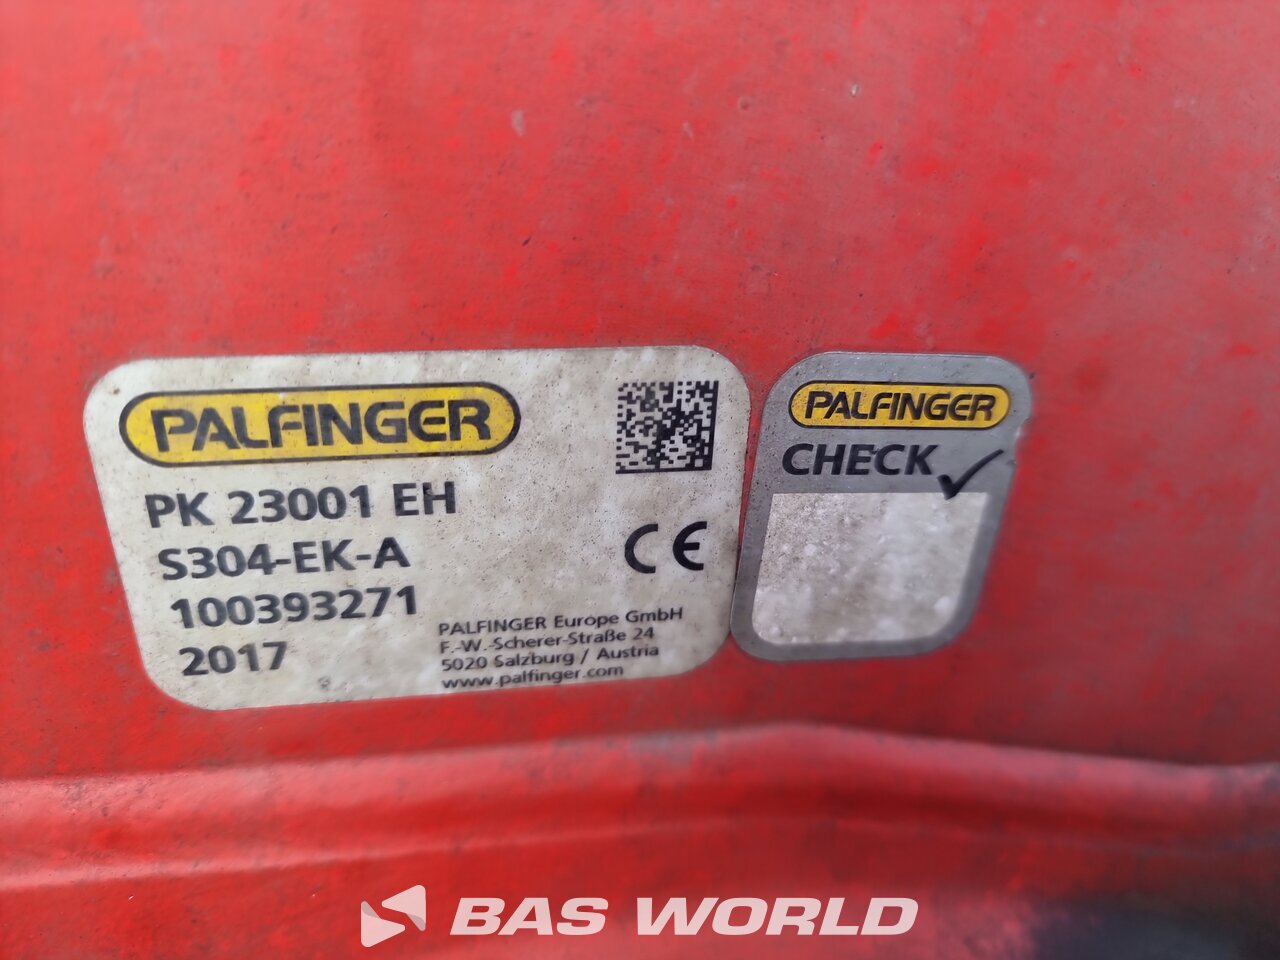 PALFINGER
PK 23001 EH
S304-EK-A
100393271
2017
CE
PALFINGER Europe GmbH
F.-W.-Scherer-Straße 24
5020 Salzburg / Austria
www.palfinger.com
PALFINGER
CHECK
BAS WORLD